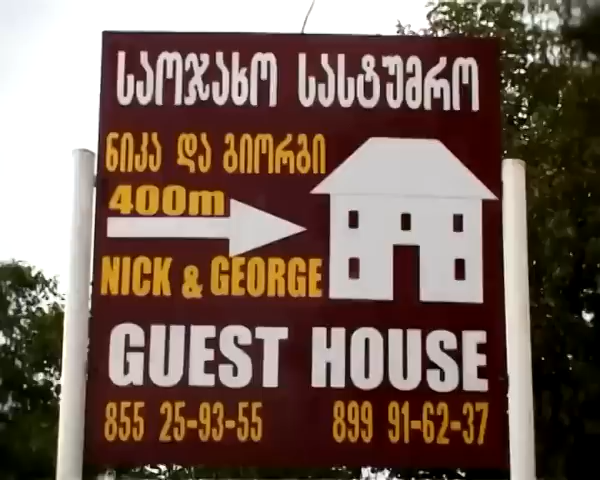 საოჯახო სასტუმრო
ნიკა და გიორგი
400m
NICK & GEORGE
GUEST HOUSE
855 25-93-55 899 91-62-37